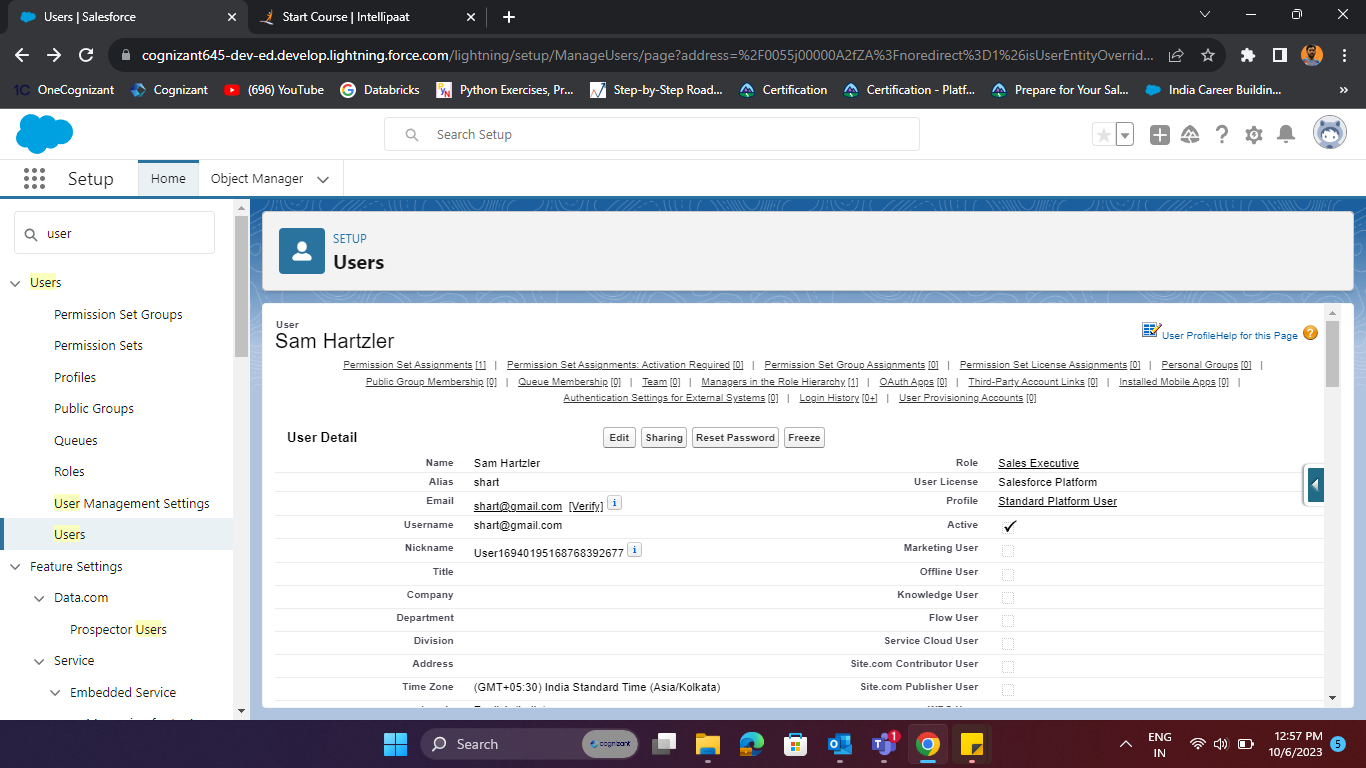 Users | Salesforce
Start Course | Intellipaat
cognizant645-dev-ed.develop.lightning.force.com/lightning/setup/ManageUsers/page?address=%2F0055j00000A2fZA%3Fnoredirect%3D1%26isUserEntityOverrid...
1C OneCognizant Cognizant (696) YouTube Databricks Python Exercises, Pr... Step-by-Step Road... Certification Certification - Platf... Prepare for Your Sal... India Career Buildin... »
Search Setup
Setup Home Object Manager
user
Users
Permission Set Groups
Permission Sets
Profiles
Public Groups
Queues
Roles
User Management Settings
Users
Feature Settings
Data.com
Prospector Users
Service
Embedded Service
SETUP
Users
User
Sam Hartzler
User Profile Help for this Page ?
Permission Set Assignments [1] | Permission Set Assignments: Activation Required [0] | Permission Set Group Assignments [0] | Permission Set License Assignments [0] | Personal Groups [0] |
Public Group Membership [0] | Queue Membership [0] | Team [0] | Managers in the Role Hierarchy [1] | OAuth Apps [0] | Third-Party Account Links [0] | Installed Mobile Apps [0] |
Authentication Settings for External Systems [0] | Login History [0+] | User Provisioning Accounts [0]
User Detail Edit Sharing Reset Password Freeze
Name Sam Hartzler Role Sales Executive
Alias shart User License Salesforce Platform
Email shart@gmail.com [Verify] i Profile Standard Platform User
Username shart@gmail.com Active ✓
Nickname User16940195168768392677 i Marketing User
Title Offline User
Company Knowledge User
Department Flow User
Division Service Cloud User
Address Site.com Contributor User
Time Zone (GMT+05:30) India Standard Time (Asia/Kolkata) Site.com Publisher User
Search cognizant 1 ENG
IN
12:57 PM
10/6/2023 5